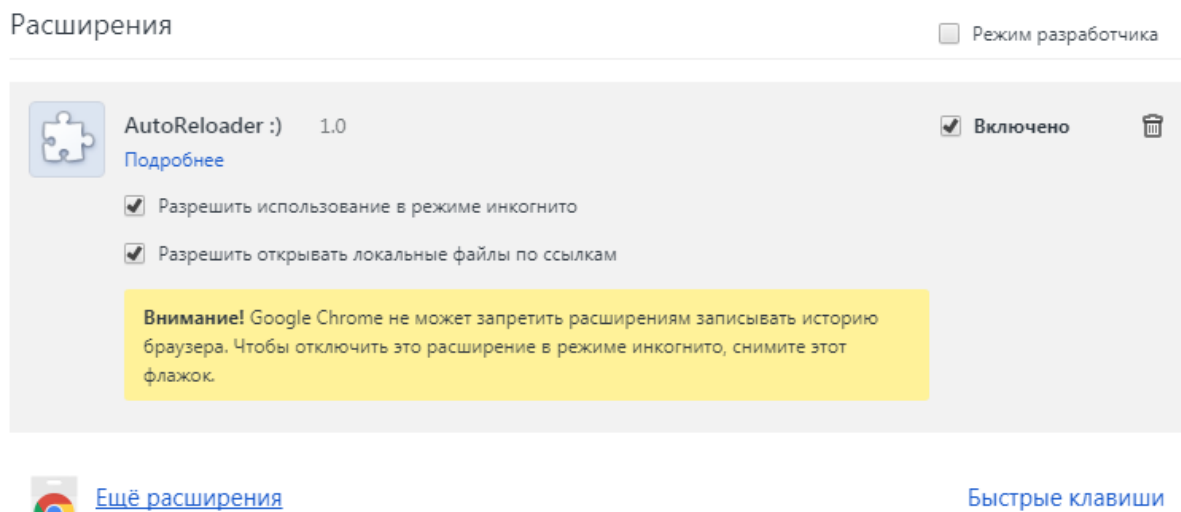 Расширения
Режим разработчика
AutoReloader :) 1.0
Включено
Подробнее
Разрешить использование в режиме инкогнито
Разрешить открывать локальные файлы по ссылкам
Внимание! Google Chrome не может запретить расширениям записывать историю
браузера. Чтобы отключить это расширение в режиме инкогнито, снимите этот
флажок.
Ещё расширения
Быстрые клавиши